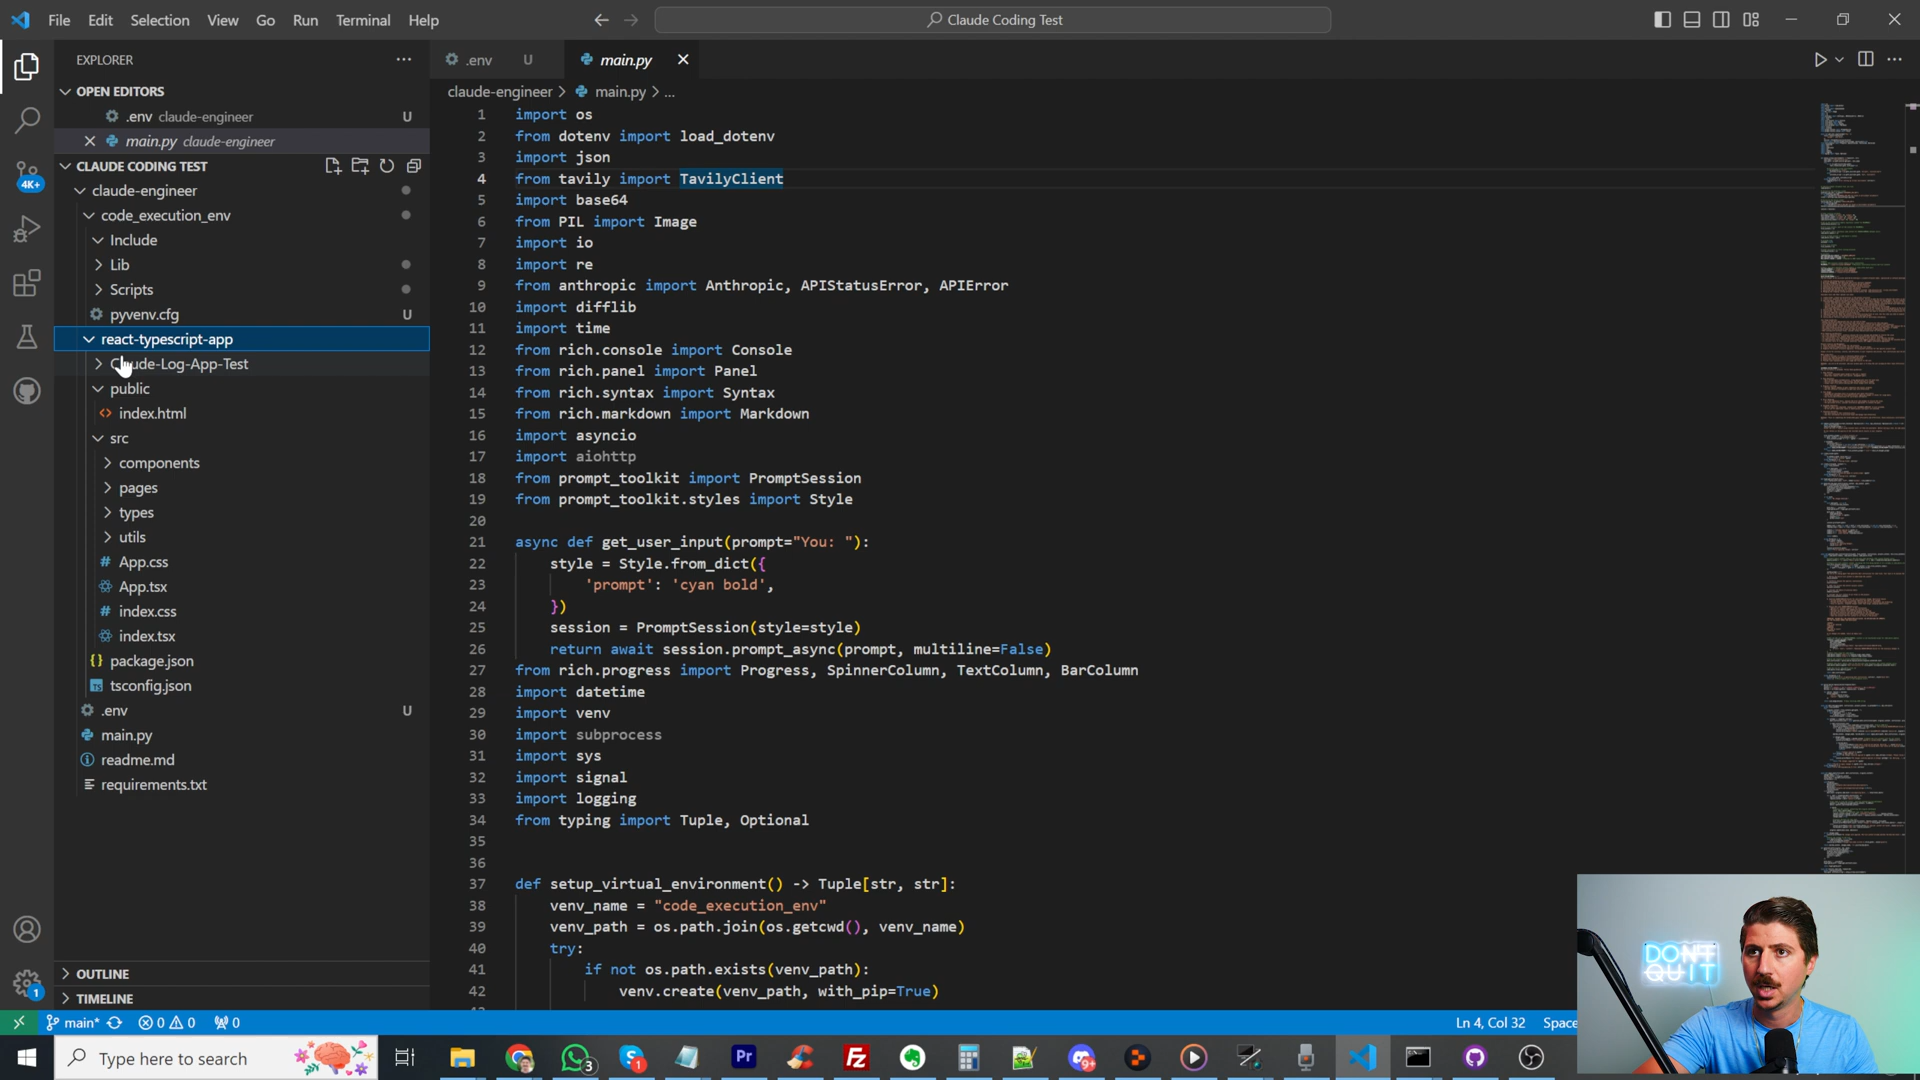 File Edit Selection View Go Run Terminal Help
Claude Coding Test
EXPLORER
OPEN EDITORS
.env claude-engineer U
main.py claude-engineer
CLAUDE CODING TEST
4K+
claude-engineer
code_execution_env
Include
Lib
Scripts
pyvenv.cfg U
react-typescript-app
Claude-Log-App-Test
public
index.html
src
components
pages
types
utils
App.css
App.tsx
index.css
index.tsx
package.json
tsconfig.json
.env U
main.py
readme.md
requirements.txt
OUTLINE
TIMELINE
1
.env U
main.py
claude-engineer > main.py > ...
1 import os
2 from dotenv import load_dotenv
3 import json
4 from tavily import TavilyClient
5 import base64
6 from PIL import Image
7 import io
8 import re
9 from anthropic import Anthropic, APIStatusError, APIError
10 import difflib
11 import time
12 from rich.console import Console
13 from rich.panel import Panel
14 from rich.syntax import Syntax
15 from rich.markdown import Markdown
16 import asyncio
17 import aiohttp
18 from prompt_toolkit import PromptSession
19 from prompt_toolkit.styles import Style
20
21 async def get_user_input(prompt="You: "):
22 style = Style.from_dict({
23 'prompt': 'cyan bold',
24 })
25 session = PromptSession(style=style)
26 return await session.prompt_async(prompt, multiline=False)
27 from rich.progress import Progress, SpinnerColumn, TextColumn, BarColumn
28 import datetime
29 import venv
30 import subprocess
31 import sys
32 import signal
33 import logging
34 from typing import Tuple, Optional
35
36
37 def setup_virtual_environment() -> Tuple[str, str]:
38 venv_name = "code_execution_env"
39 venv_path = os.path.join(os.getcwd(), venv_name)
40 try:
41 if not os.path.exists(venv_path):
42 venv.create(venv_path, with_pip=True)
DON'T
QUIT
main* 0 0 0
Ln 4, Col 32 Space
Type here to search
3
1
Pr
FZ
9+